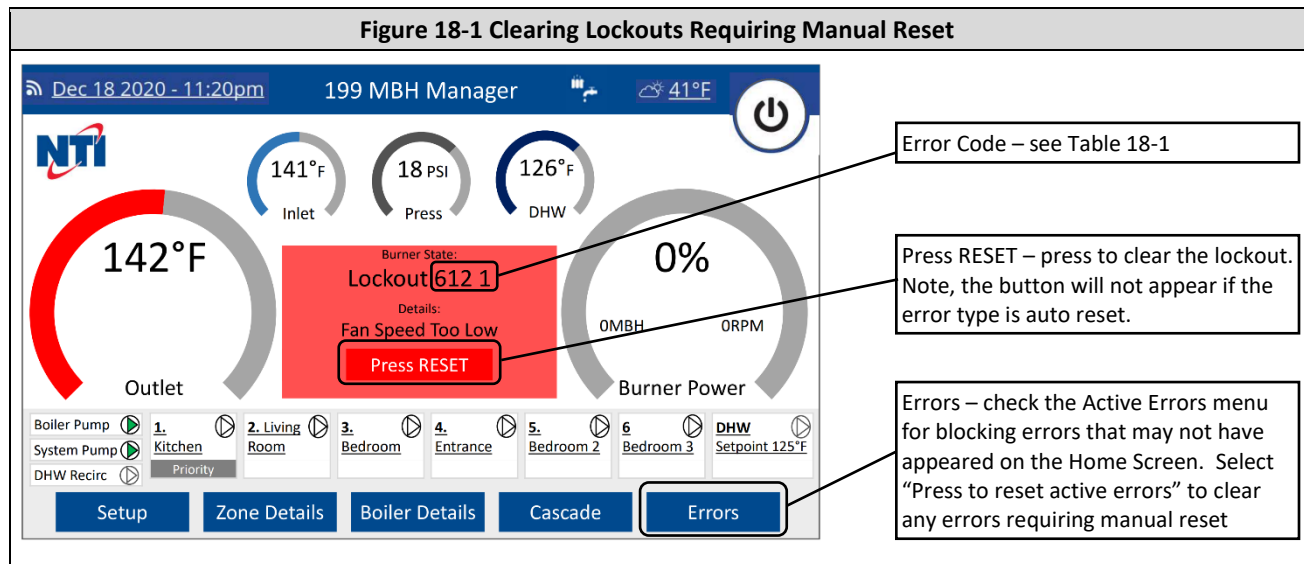 Figure 18-1 Clearing Lockouts Requiring Manual Reset
Dec 18 2020 - 11:20pm
199 MBH Manager
41°F
NTI
141°F
Inlet
18 PSI
Press
126°F
DHW
142°F
Outlet
Burner State:
Lockout 612 1
Details:
Fan Speed Too Low
Press RESET
0%
0MBH
0RPM
Burner Power
Boiler Pump
System Pump
DHW Recirc
1.
Kitchen
Priority
2. Living
Room
3.
Bedroom
4.
Entrance
5.
Bedroom 2
6
Bedroom 3
DHW
Setpoint 125°F
Setup
Zone Details
Boiler Details
Cascade
Errors
Error Code – see Table 18-1
Press RESET – press to clear the lockout.
Note, the button will not appear if the
error type is auto reset.
Errors – check the Active Errors menu
for blocking errors that may not have
appeared on the Home Screen.  Select
“Press to reset active errors” to clear
any errors requiring manual reset